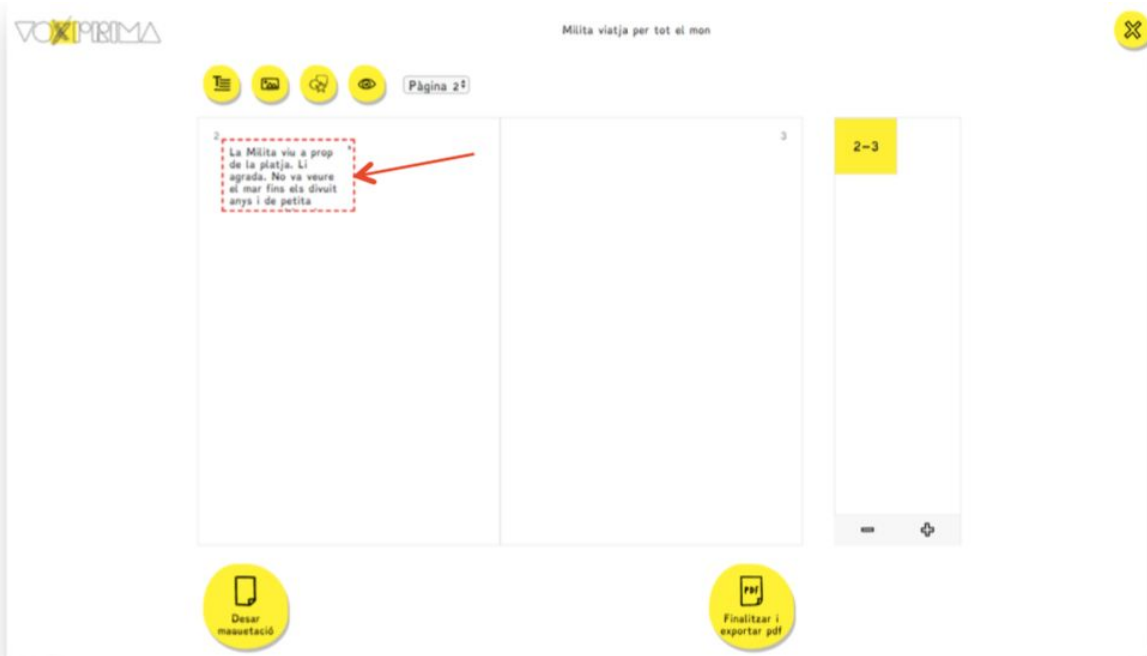 VOXPRIMA
Milita viatja per tot el mon
Pàgina 2
2
3
La Milita viu a prop
de la platja. Li
agrada. No va veure
el mar fins els divuit
anys i de petita
2-3
Desar
maquetació
PDF
Finalitzar i
exportar pdf